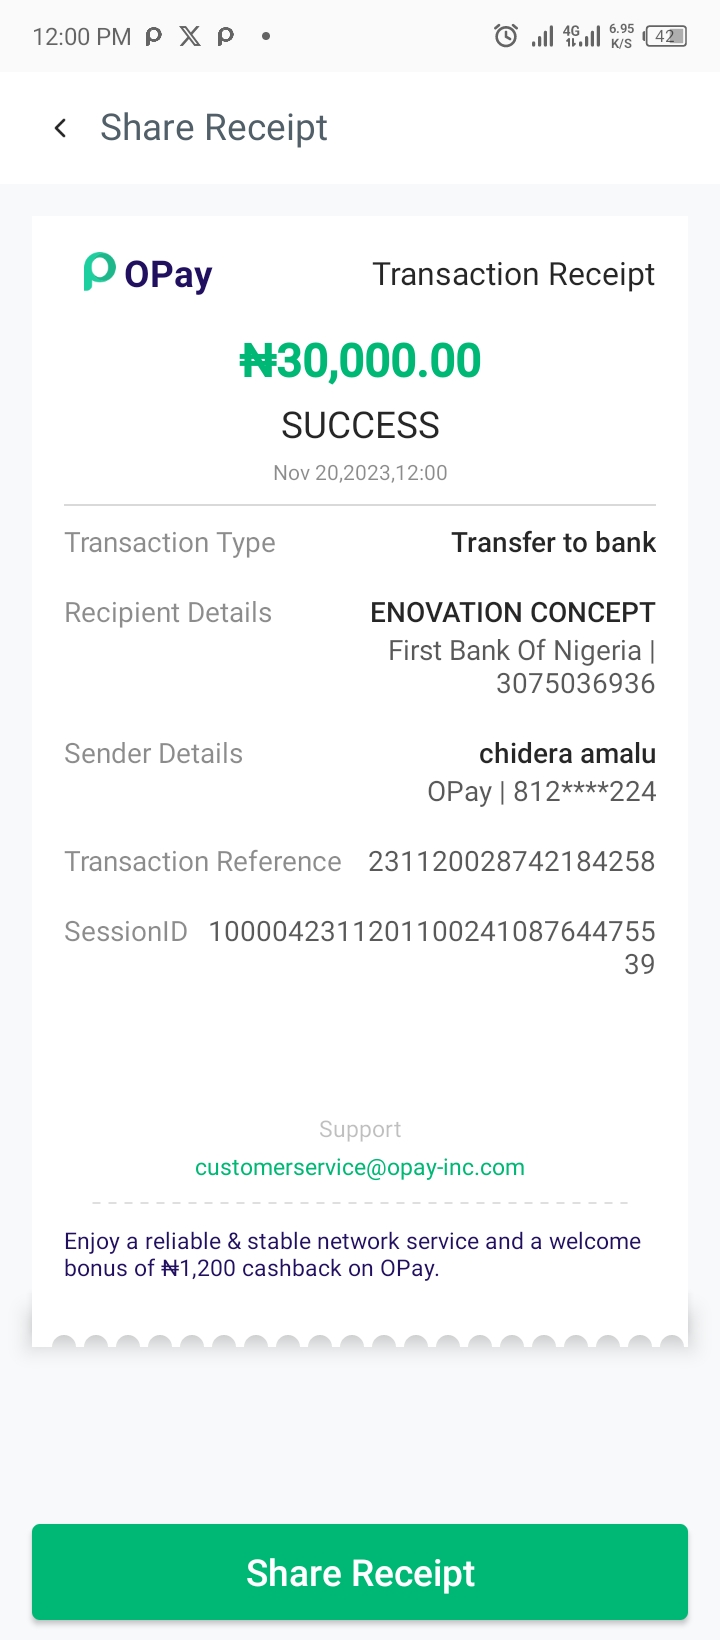 12:00 PM
4G
6.95
K/S
42
Share Receipt
OPay
Transaction Receipt
₦30,000.00
SUCCESS
Nov 20,2023,12:00
Transaction Type Transfer to bank
Recipient Details ENOVATION CONCEPT
First Bank Of Nigeria |
3075036936
Sender Details chidera amalu
OPay | 812****224
Transaction Reference 231120028742184258
SessionID 1000042311201100241087644755
39
Support
customerservice@opay-inc.com
Enjoy a reliable & stable network service and a welcome
bonus of ₦1,200 cashback on OPay.
Share Receipt